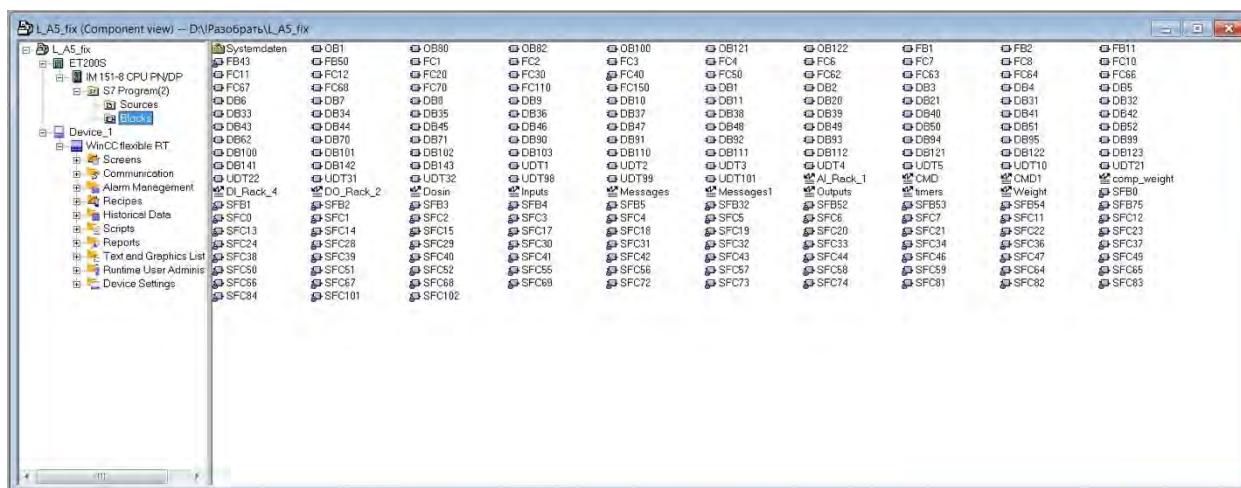 L_A5_fix (Component view) -- D:\!Разобрать\L_A5_fix
L_A5_fix
ET200S
IM 151-8 CPU PN/DP
S7 Program(2)
Sources
Blocks
Device_1
WinCC flexible RT
Screens
Communication
Alarm Management
Recipes
Historical Data
Scripts
Reports
Text and Graphics List
Runtime User Adminis
Device Settings
Systemdaten OB1 OB80 OB82 OB100 OB121 OB122 FB1 FB2 FB11
FB43 FB50 FC1 FC2 FC3 FC4 FC6 FC7 FC8 FC10
FC11 FC12 FC20 FC30 FC40 FC50 FC62 FC63 FC64 FC66
FC67 FC68 FC70 FC110 FC150 DB1 DB2 DB3 DB4 DB5
DB6 DB7 DB8 DB9 DB10 DB11 DB20 DB21 DB31 DB32
DB33 DB34 DB35 DB36 DB37 DB38 DB39 DB40 DB41 DB42
DB43 DB44 DB45 DB46 DB47 DB48 DB49 DB50 DB51 DB52
DB62 DB70 DB71 DB90 DB91 DB92 DB93 DB94 DB95 DB99
DB100 DB101 DB102 DB103 DB110 DB111 DB112 DB121 DB122 DB123
DB141 DB142 DB143 UDT1 UDT2 UDT3 UDT4 UDT5 UDT10 UDT21
UDT22 UDT31 UDT32 UDT98 UDT99 UDT101 AI_Rack_1 CMD CMD1 comp_weight
DI_Rack_4 DO_Rack_2 Dosin Inputs Messages Messages1 Outputs timers Weight SFB0
SFB1 SFB2 SFB3 SFB4 SFB5 SFB32 SFB52 SFB53 SFB54 SFB75
SFC0 SFC1 SFC2 SFC3 SFC4 SFC5 SFC6 SFC7 SFC11 SFC12
SFC13 SFC14 SFC15 SFC17 SFC18 SFC19 SFC20 SFC21 SFC22 SFC23
SFC24 SFC28 SFC29 SFC30 SFC31 SFC32 SFC33 SFC34 SFC36 SFC37
SFC38 SFC39 SFC40 SFC41 SFC42 SFC43 SFC44 SFC46 SFC47 SFC49
SFC50 SFC51 SFC52 SFC55 SFC56 SFC57 SFC58 SFC59 SFC64 SFC65
SFC66 SFC67 SFC68 SFC69 SFC72 SFC73 SFC74 SFC81 SFC82 SFC83
SFC84 SFC101 SFC102